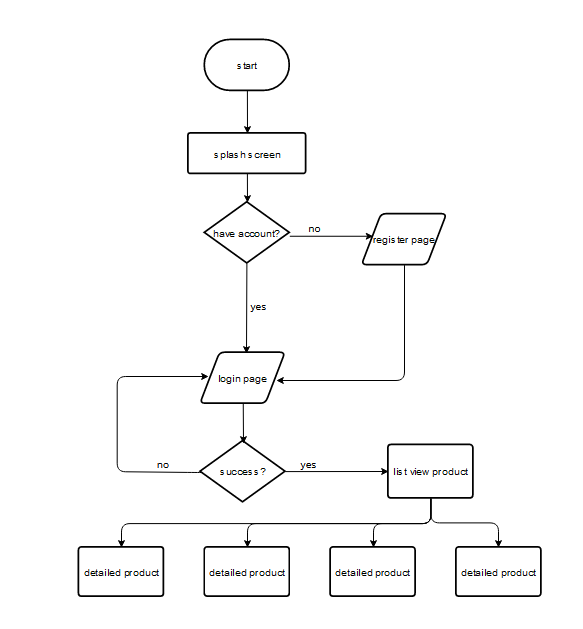 start
splash screen
have account?
no
register page
yes
login page
success?
no
yes
list view product
detailed product
detailed product
detailed product
detailed product